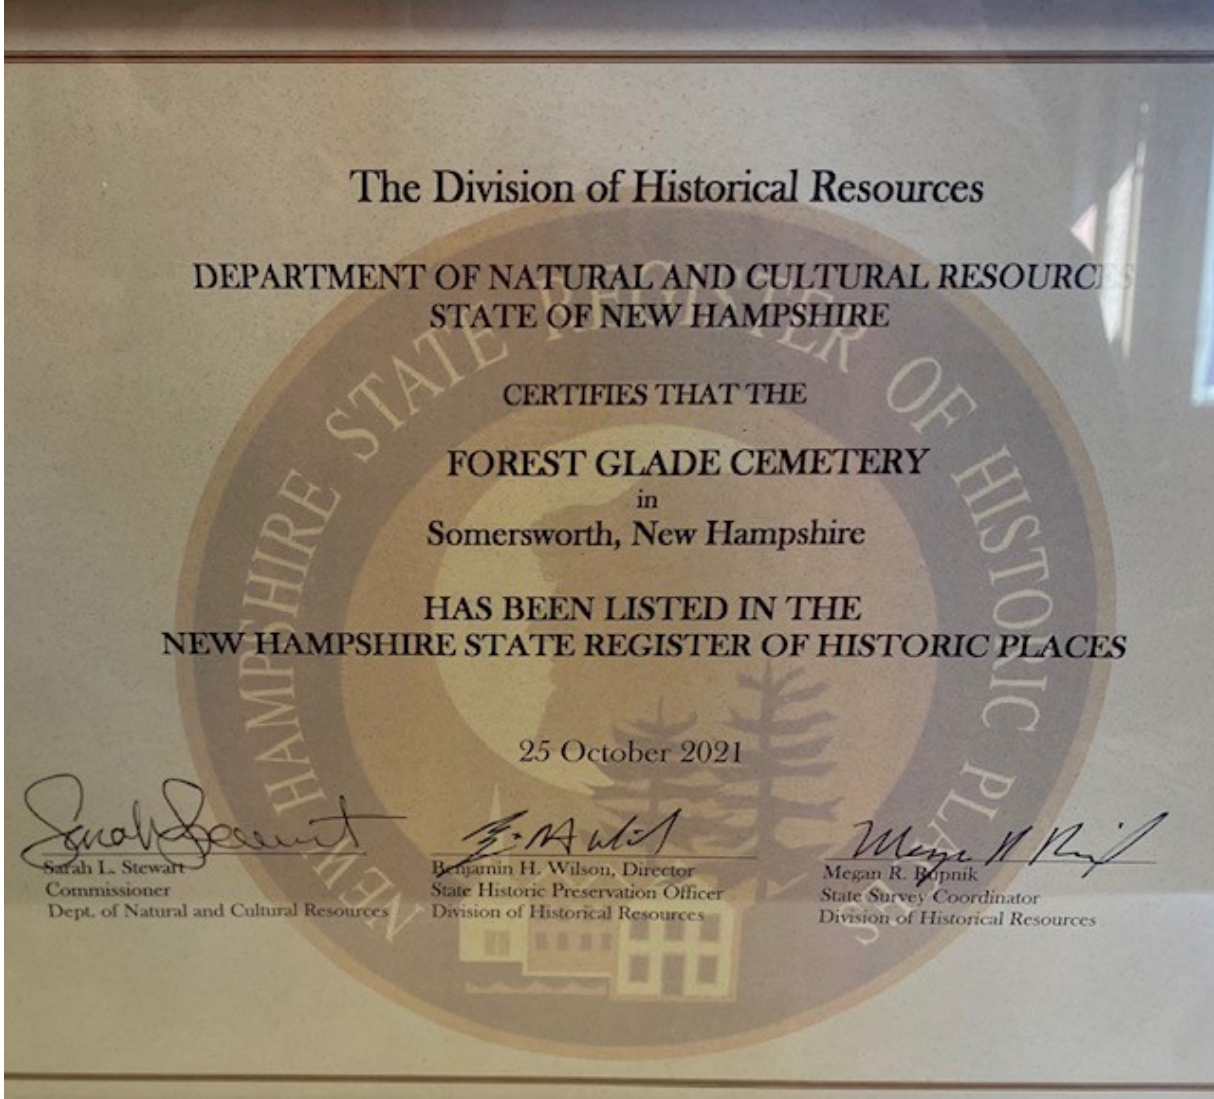 The Division of Historical Resources
DEPARTMENT OF NATURAL AND CULTURAL RESOURCES
STATE OF NEW HAMPSHIRE
CERTIFIES THAT THE
FOREST GLADE CEMETERY
in
Somersworth, New Hampshire
HAS BEEN LISTED IN THE
NEW HAMPSHIRE STATE REGISTER OF HISTORIC PLACES
25 October 2021
Sarah L. Stewart
Commissioner
Dept. of Natural and Cultural Resources
Benjamin H. Wilson, Director
State Historic Preservation Officer
Division of Historical Resources
Megan R. Rupnik
State Survey Coordinator
Division of Historical Resources
NEW HAMPSHIRE STATE REGISTER OF HISTORIC PLACES